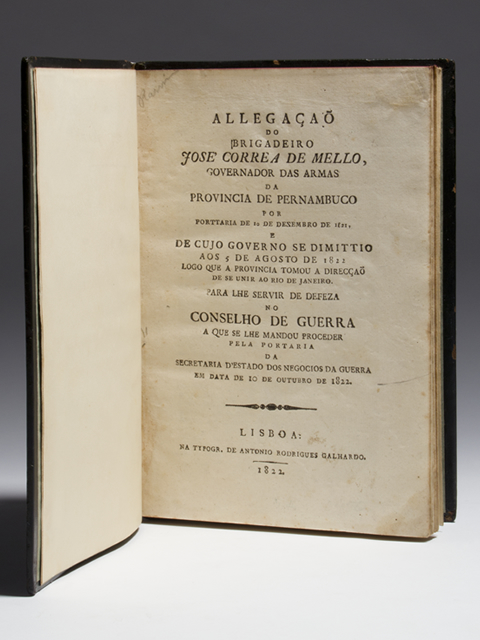 ALLEGAÇAÕ
DO
BRIGADEIRO
JOSE' CORREA DE MELLO,
GOVERNADOR DAS ARMAS
DA
PROVINCIA DE PERNAMBUCO
POR
PORTTARIA DE 10 DE DEXEMBRO DE 1821.
E
DE CUJO GOVERNO SE DIMITTIO
AOS 5 DE AGOSTO DE 1822
LOGO QUE A PROVINCIA TOMOU A DIRECÇAÕ
DE SE UNIR AO RIO DE JANEIRO.
PARA LHE SERVIR DE DEFEZA
NO
CONSELHO DE GUERRA
A QUE SE LHE MANDOU PROCEDER
PELA PORTARIA
DA
SECRETARIA D'ESTADO DOS NEGOCIOS DA GUERRA
EM DATA DE 10 DE OUTUBRO DE 1822.
LISBOA:
NA TYPOGR. DE ANTONIO RODRIGUES GALHARDO.
1822.